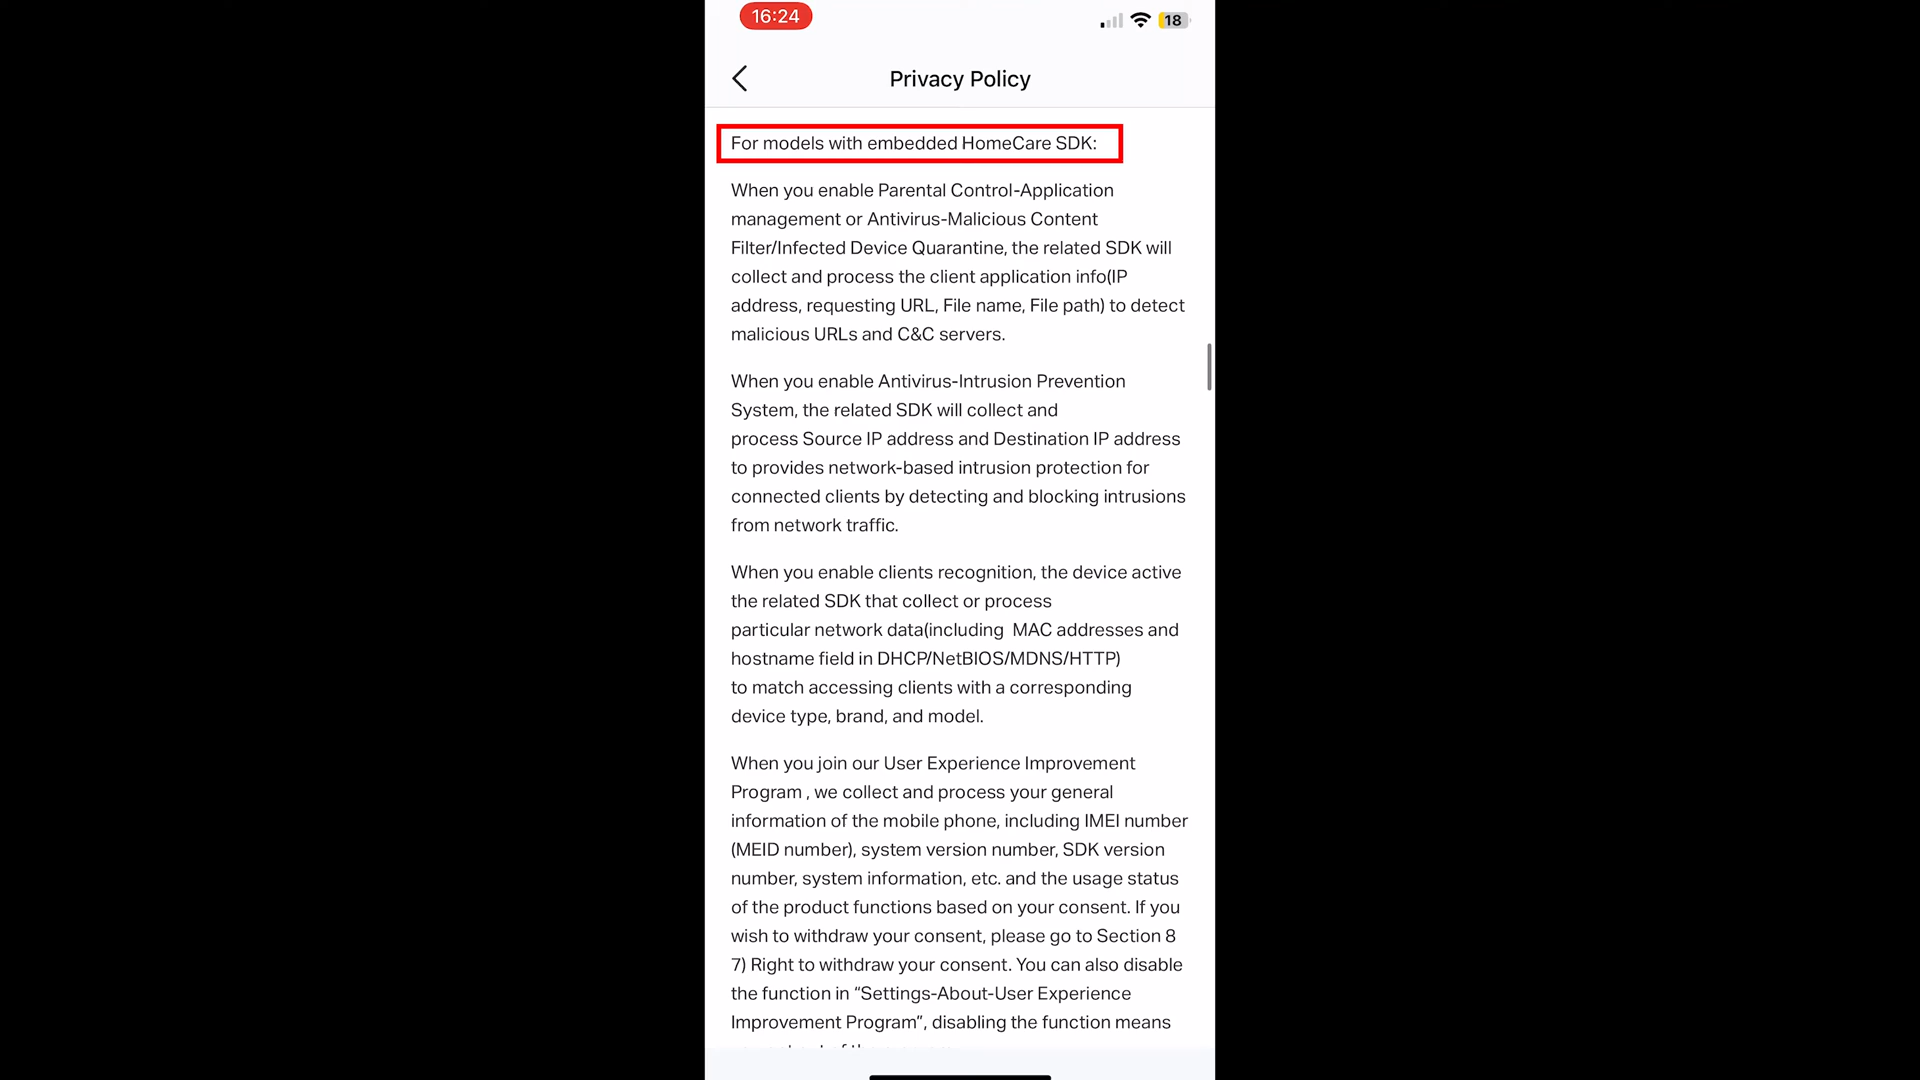 16:24
18
Privacy Policy
For models with embedded HomeCare SDK:
When you enable Parental Control-Application
management or Antivirus-Malicious Content
Filter/Infected Device Quarantine, the related SDK will
collect and process the client application info(IP
address, requesting URL, File name, File path) to detect
malicious URLs and C&C servers.
When you enable Antivirus-Intrusion Prevention
System, the related SDK will collect and
process Source IP address and Destination IP address
to provides network-based intrusion protection for
connected clients by detecting and blocking intrusions
from network traffic.
When you enable clients recognition, the device active
the related SDK that collect or process
particular network data(including  MAC addresses and
hostname field in DHCP/NetBIOS/MDNS/HTTP)
to match accessing clients with a corresponding
device type, brand, and model.
When you join our User Experience Improvement
Program , we collect and process your general
information of the mobile phone, including IMEI number
(MEID number), system version number, SDK version
number, system information, etc. and the usage status
of the product functions based on your consent. If you
wish to withdraw your consent, please go to Section 8
7) Right to withdraw your consent. You can also disable
the function in “Settings-About-User Experience
Improvement Program”, disabling the function means